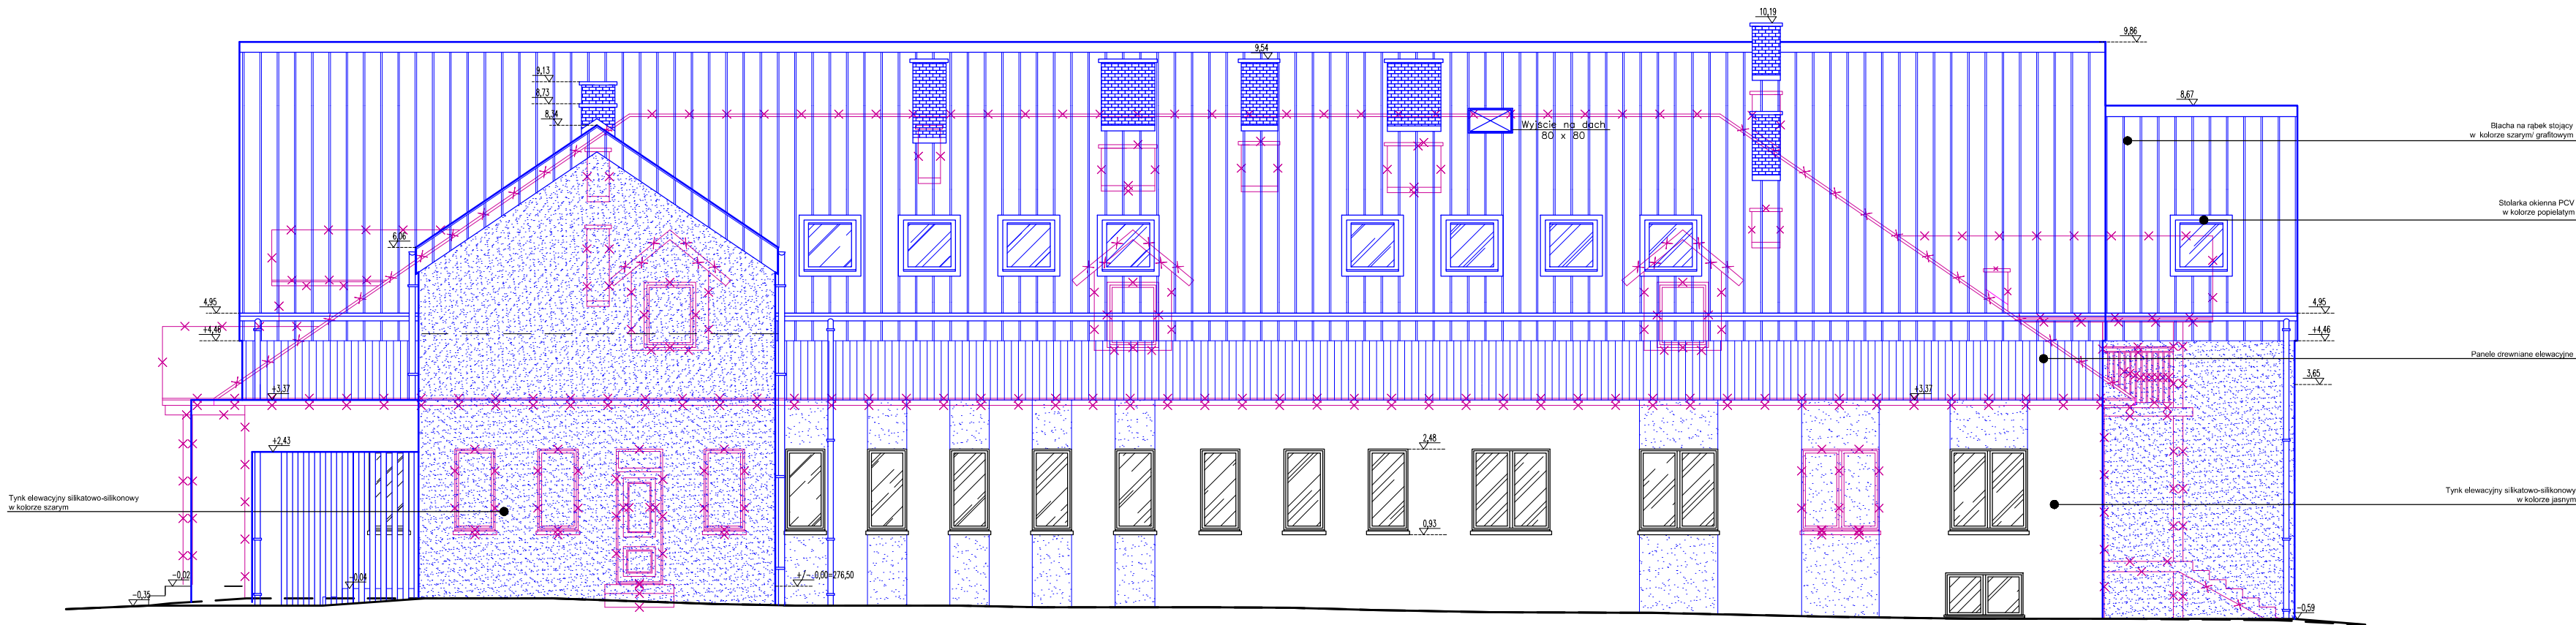 10,19
9,86
9,54
9,13
8,73
8,34
8,67
Wyjście na dach
80 x 80
Blacha na rąbek stojący
w kolorze szarym/ grafitowym
Stolarka okienna PCV
w kolorze popielatym
6,06
4,95
+4,46
4,95
+4,46
Panele drewniane elewacyjne
3,65
+3,37
+3,37
+2,43
2,48
Tynk elewacyjny silikatowo-silikonowy
w kolorze szarym
Tynk elewacyjny silikatowo-silikonowy
w kolorze jasnym
0,93
-0,02
-0,04
+/-0,00=276,50
-0,35
-0,59